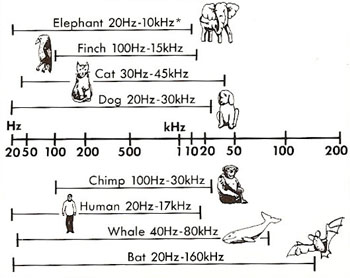 Elephant 20Hz-10kHz*
Finch 100Hz-15kHz
Cat 30Hz-45kHz
Dog 20Hz-30kHz
Hz kHz
20 50 100 200 500 1 10 20 50 100 200
Chimp 100Hz-30kHz
Human 20Hz-17kHz
Whale 40Hz-80kHz
Bat 20Hz-160kHz